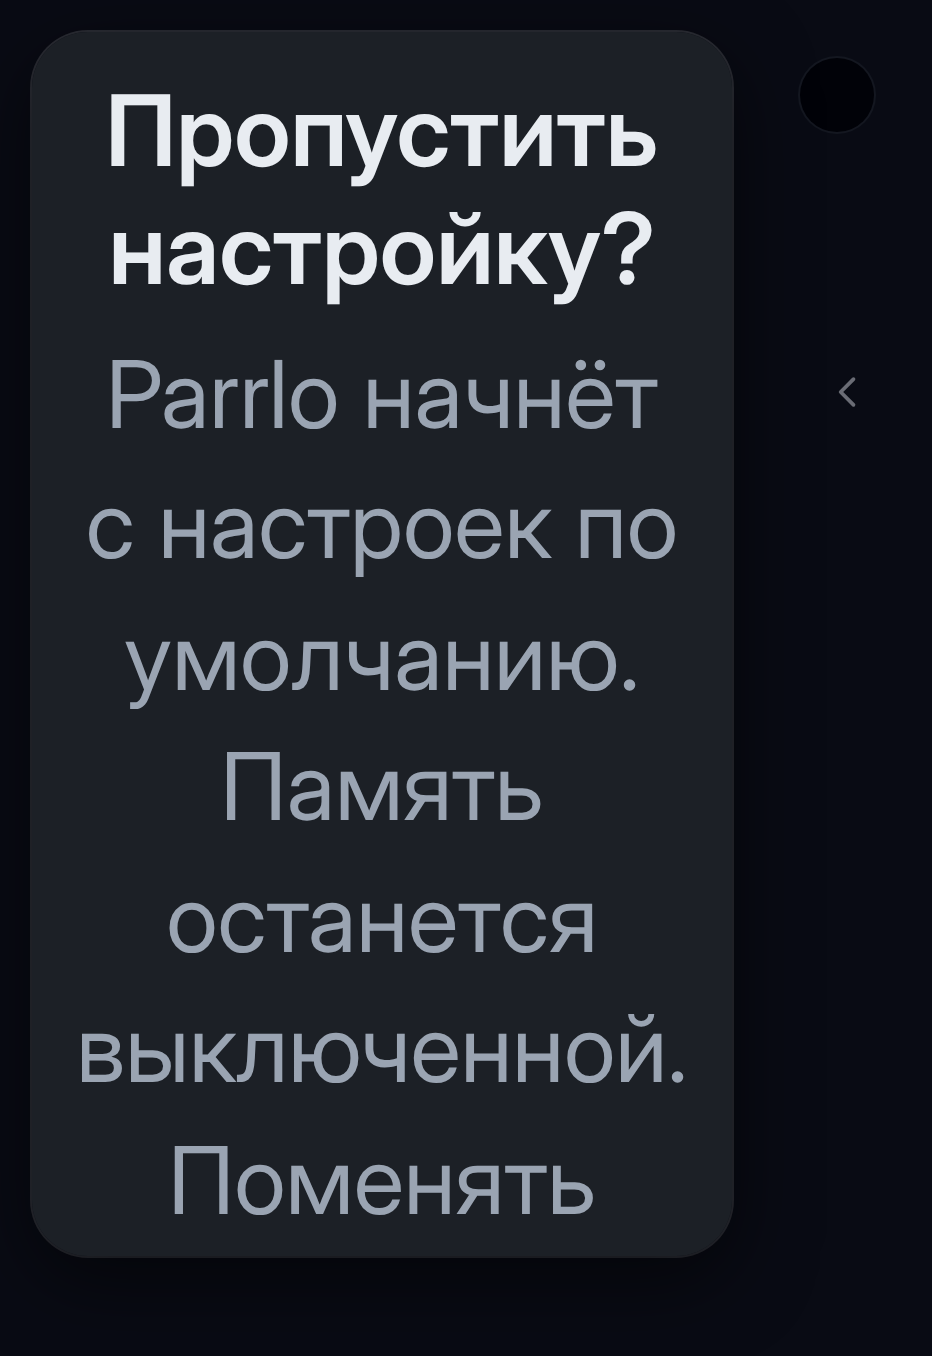 Пропустить
настройку?
Parrlo начнёт
с настроек по
умолчанию.
Память
останется
выключенной.
Поменять